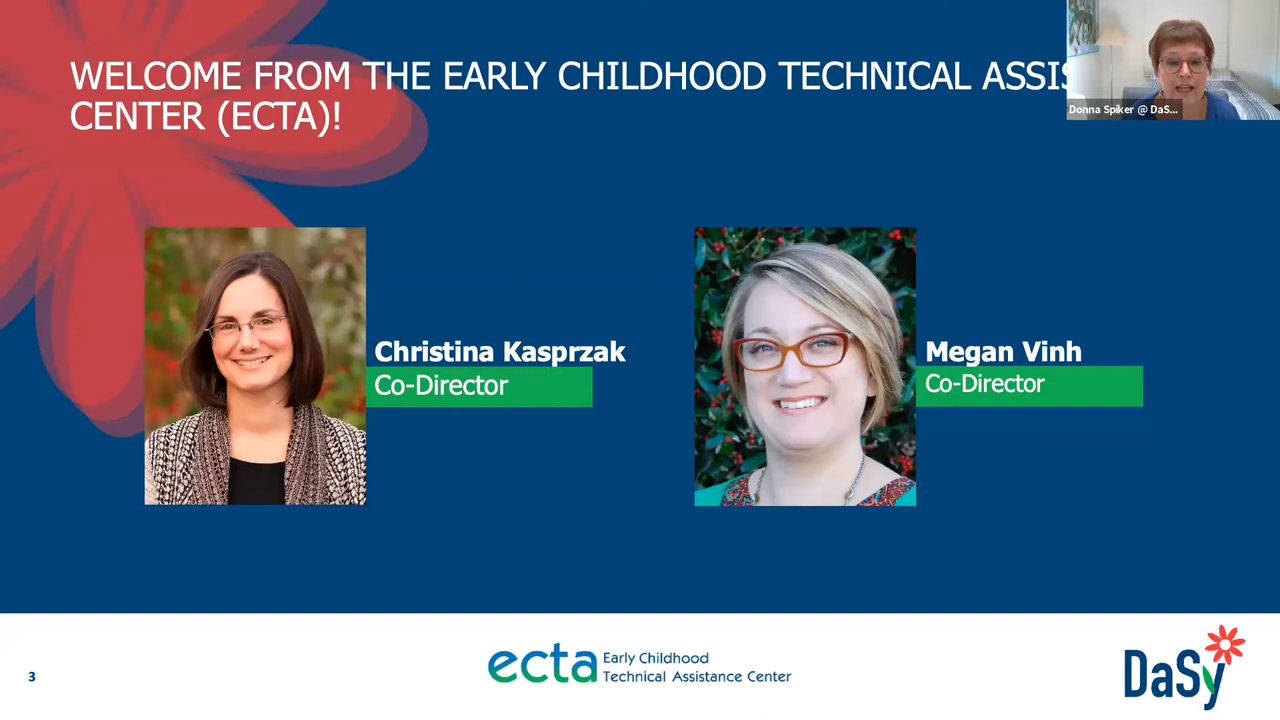 WELCOME FROM THE EARLY CHILDHOOD TECHNICAL ASSIS
CENTER (ECTA)!
Donna Spiker @ DaS...
Christina Kasprzak
Co-Director
Megan Vinh
Co-Director
3
ecta Early Childhood
Technical Assistance Center
DaSy